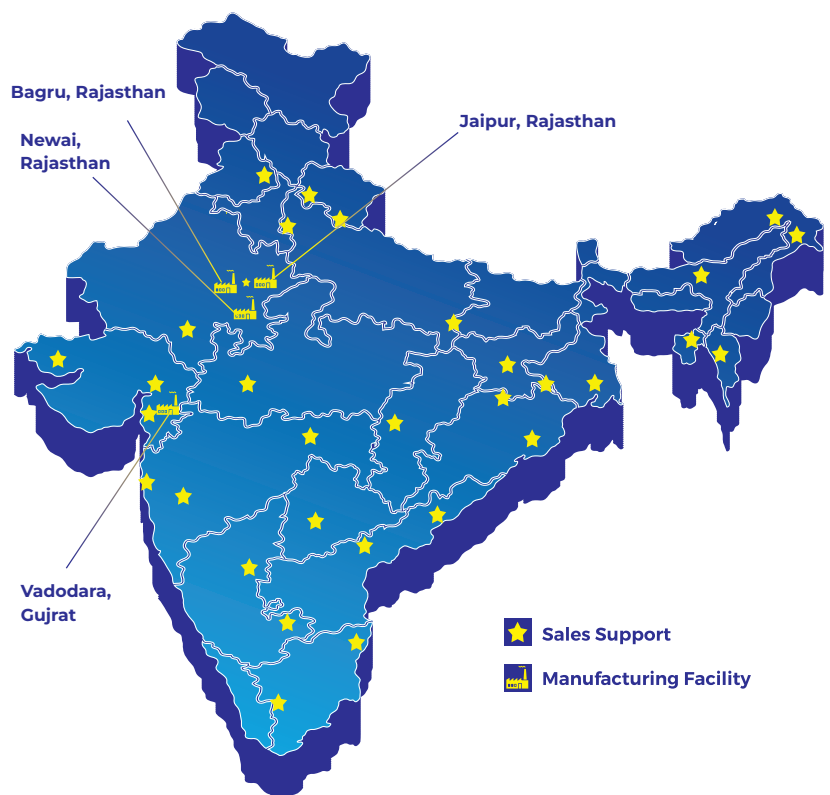 Bagru, Rajasthan
Newai,
Rajasthan
Jaipur, Rajasthan
Vadodara,
Gujrat
Sales Support
Manufacturing Facility